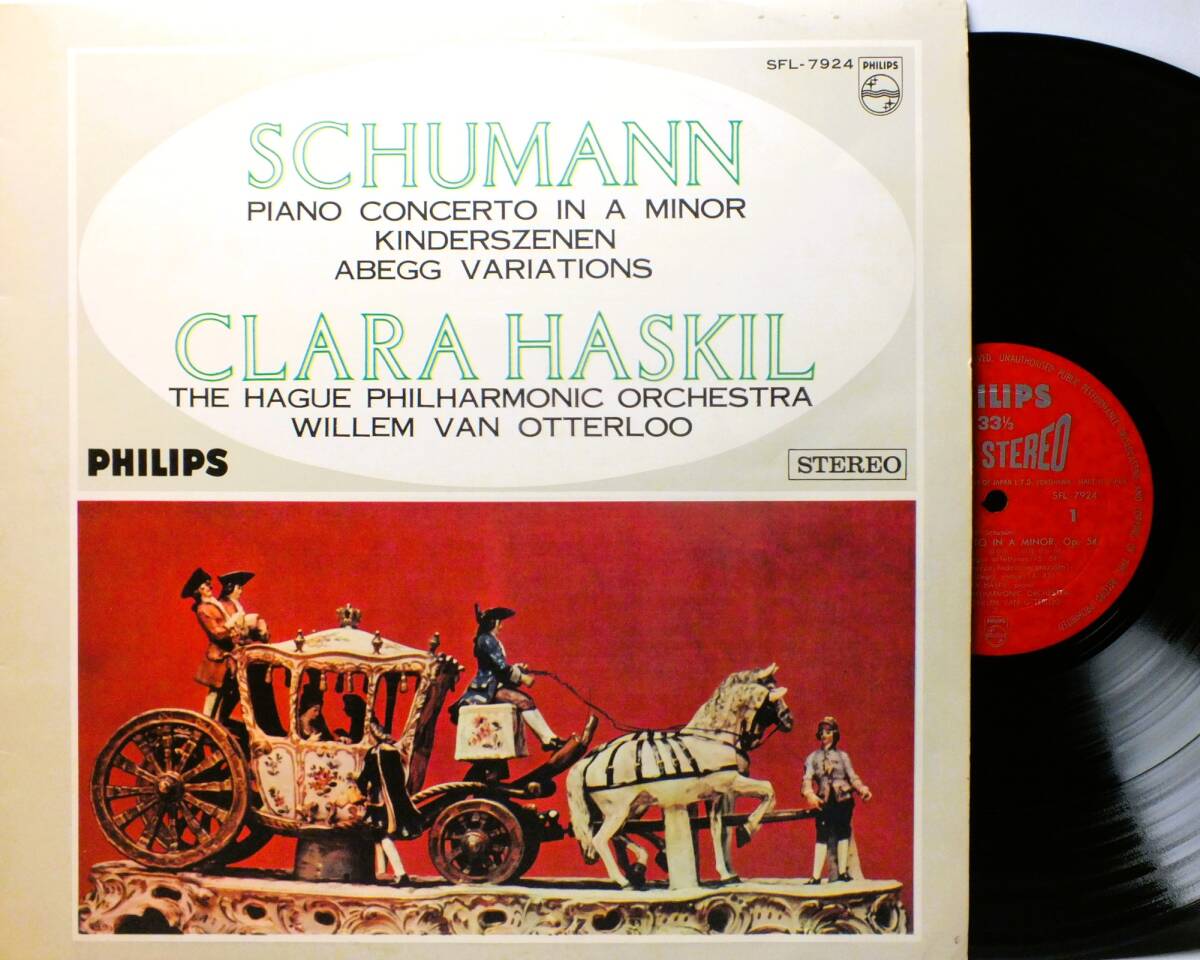 SFL-7924 PHILIPS
SCHUMANN
PIANO CONCERTO IN A MINOR
KINDERSZENEN
ABEGG VARIATIONS
CLARA HASKIL
THE HAGUE PHILHARMONIC ORCHESTRA
WILLEM VAN OTTERLOO
PHILIPS
STEREO
ILIPS
33⅓
STEREO
SFL 7924
1
IN A MINOR, Op. 54